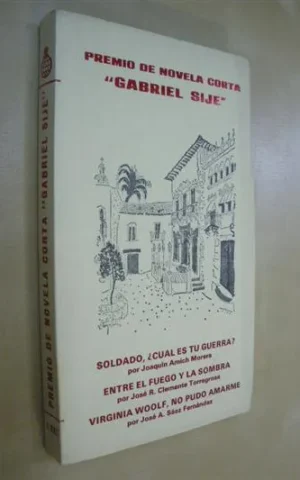 PREMIO DE NOVELA CORTA
"GABRIEL SIJE"
SOLDADO, ¿CUAL ES TU GUERRA?
por Joaquín Amich Morera
ENTRE EL FUEGO Y LA SOMBRA
por José R. Clemente Torregrosa
VIRGINIA WOOLF, NO PUDO AMARME
por José A. Sáez Fernández
PREMIO DE NOVELA CORTA "GABRIEL SIJE"